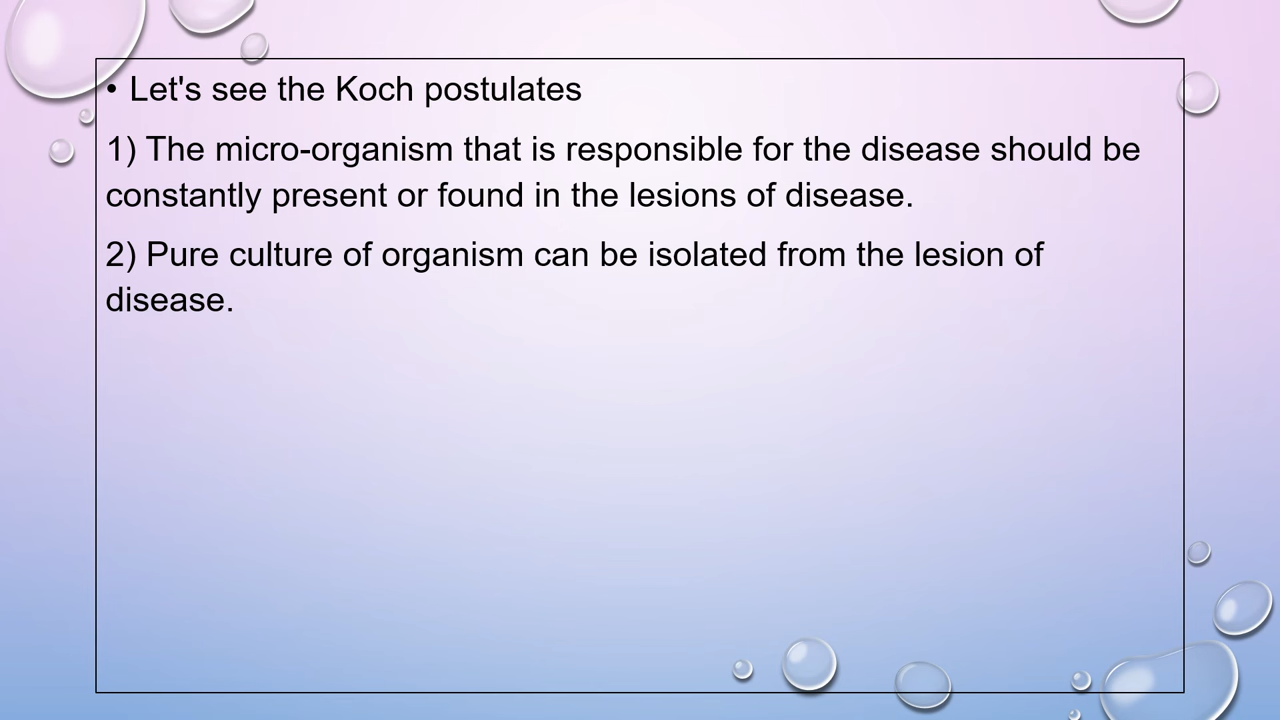 • Let's see the Koch postulates
1) The micro-organism that is responsible for the disease should be
constantly present or found in the lesions of disease.
2) Pure culture of organism can be isolated from the lesion of
disease.